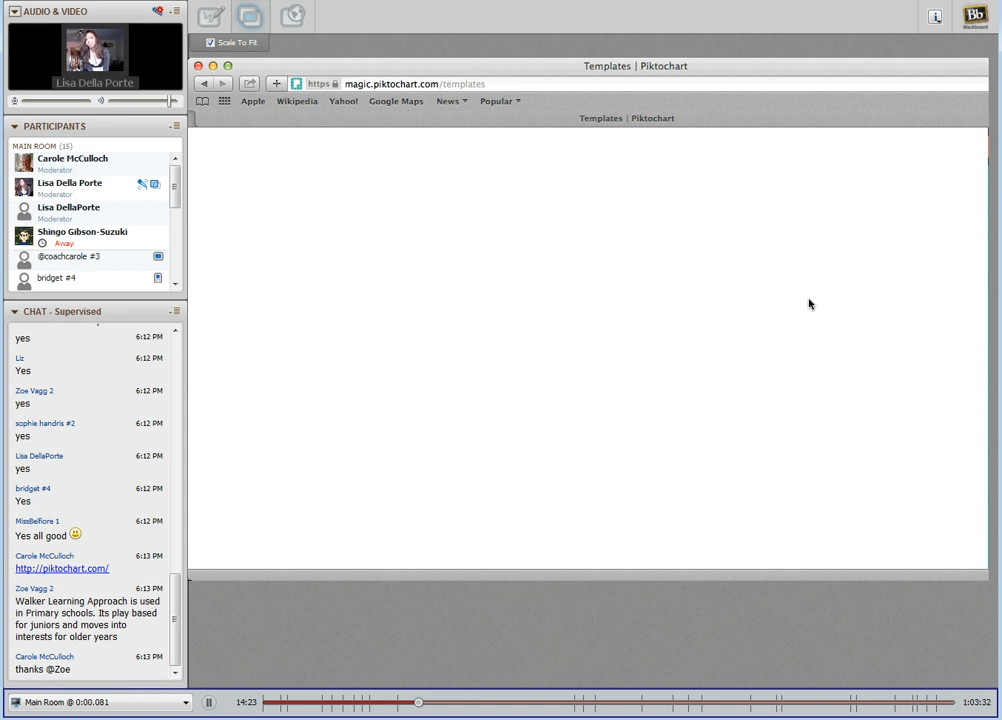 AUDIO & VIDEO
Lisa Della Porte
PARTICIPANTS
MAIN ROOM (15)
Carole McCulloch
Moderator
Lisa Della Porte
Moderator
Lisa DellaPorte
Moderator
Shingo Gibson-Suzuki
Away
@coachcarole #3
bridget #4
CHAT - Supervised
yes 6:12 PM
Liz 6:12 PM
Yes
Zoe Vagg 2 6:12 PM
yes
sophie handris #2 6:12 PM
yes
Lisa DellaPorte 6:12 PM
yes
bridget #4 6:12 PM
Yes
MissBelfiore 1 6:12 PM
Yes all good
Carole McCulloch 6:13 PM
http://piktochart.com/
Zoe Vagg 2 6:13 PM
Walker Learning Approach is used
in Primary schools. Its play based
for juniors and moves into
interests for older years
Carole McCulloch 6:13 PM
thanks @Zoe
Scale To Fit
Bb
Blackboard
Templates | Piktochart
https magic.piktochart.com/templates
Apple Wikipedia Yahoo! Google Maps News Popular
Templates | Piktochart
Main Room @ 0:00.081
14:23
1:03:32